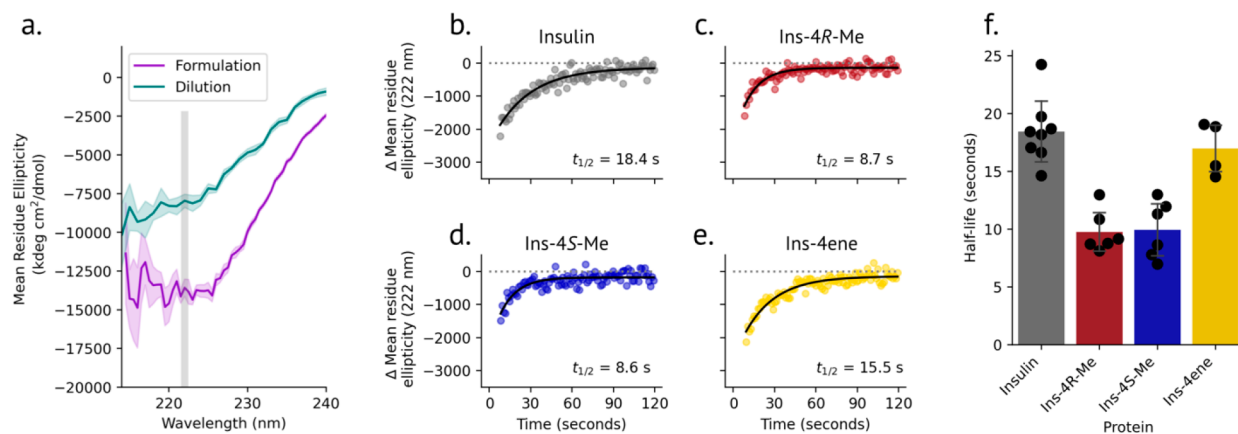 a.
Formulation
Dilution
0
−2500
−5000
−7500
−10000
−12500
−15000
−17500
−20000
Mean Residue Ellipticity
(kdeg cm²/dmol)
220
230
240
Wavelength (nm)
b.
Insulin
0
−1000
−2000
−3000
Δ Mean residue
ellipticity (222 nm)
t1/2 = 18.4 s
c.
Ins-4R-Me
t1/2 = 8.7 s
d.
Ins-4S-Me
0
−1000
−2000
−3000
Δ Mean residue
ellipticity (222 nm)
t1/2 = 8.6 s
0
30
60
90
120
Time (seconds)
e.
Ins-4ene
t1/2 = 15.5 s
0
30
60
90
120
Time (seconds)
f.
25
20
15
10
5
0
Half-life (seconds)
Insulin
Ins-4R-Me
Ins-4S-Me
Ins-4ene
Protein